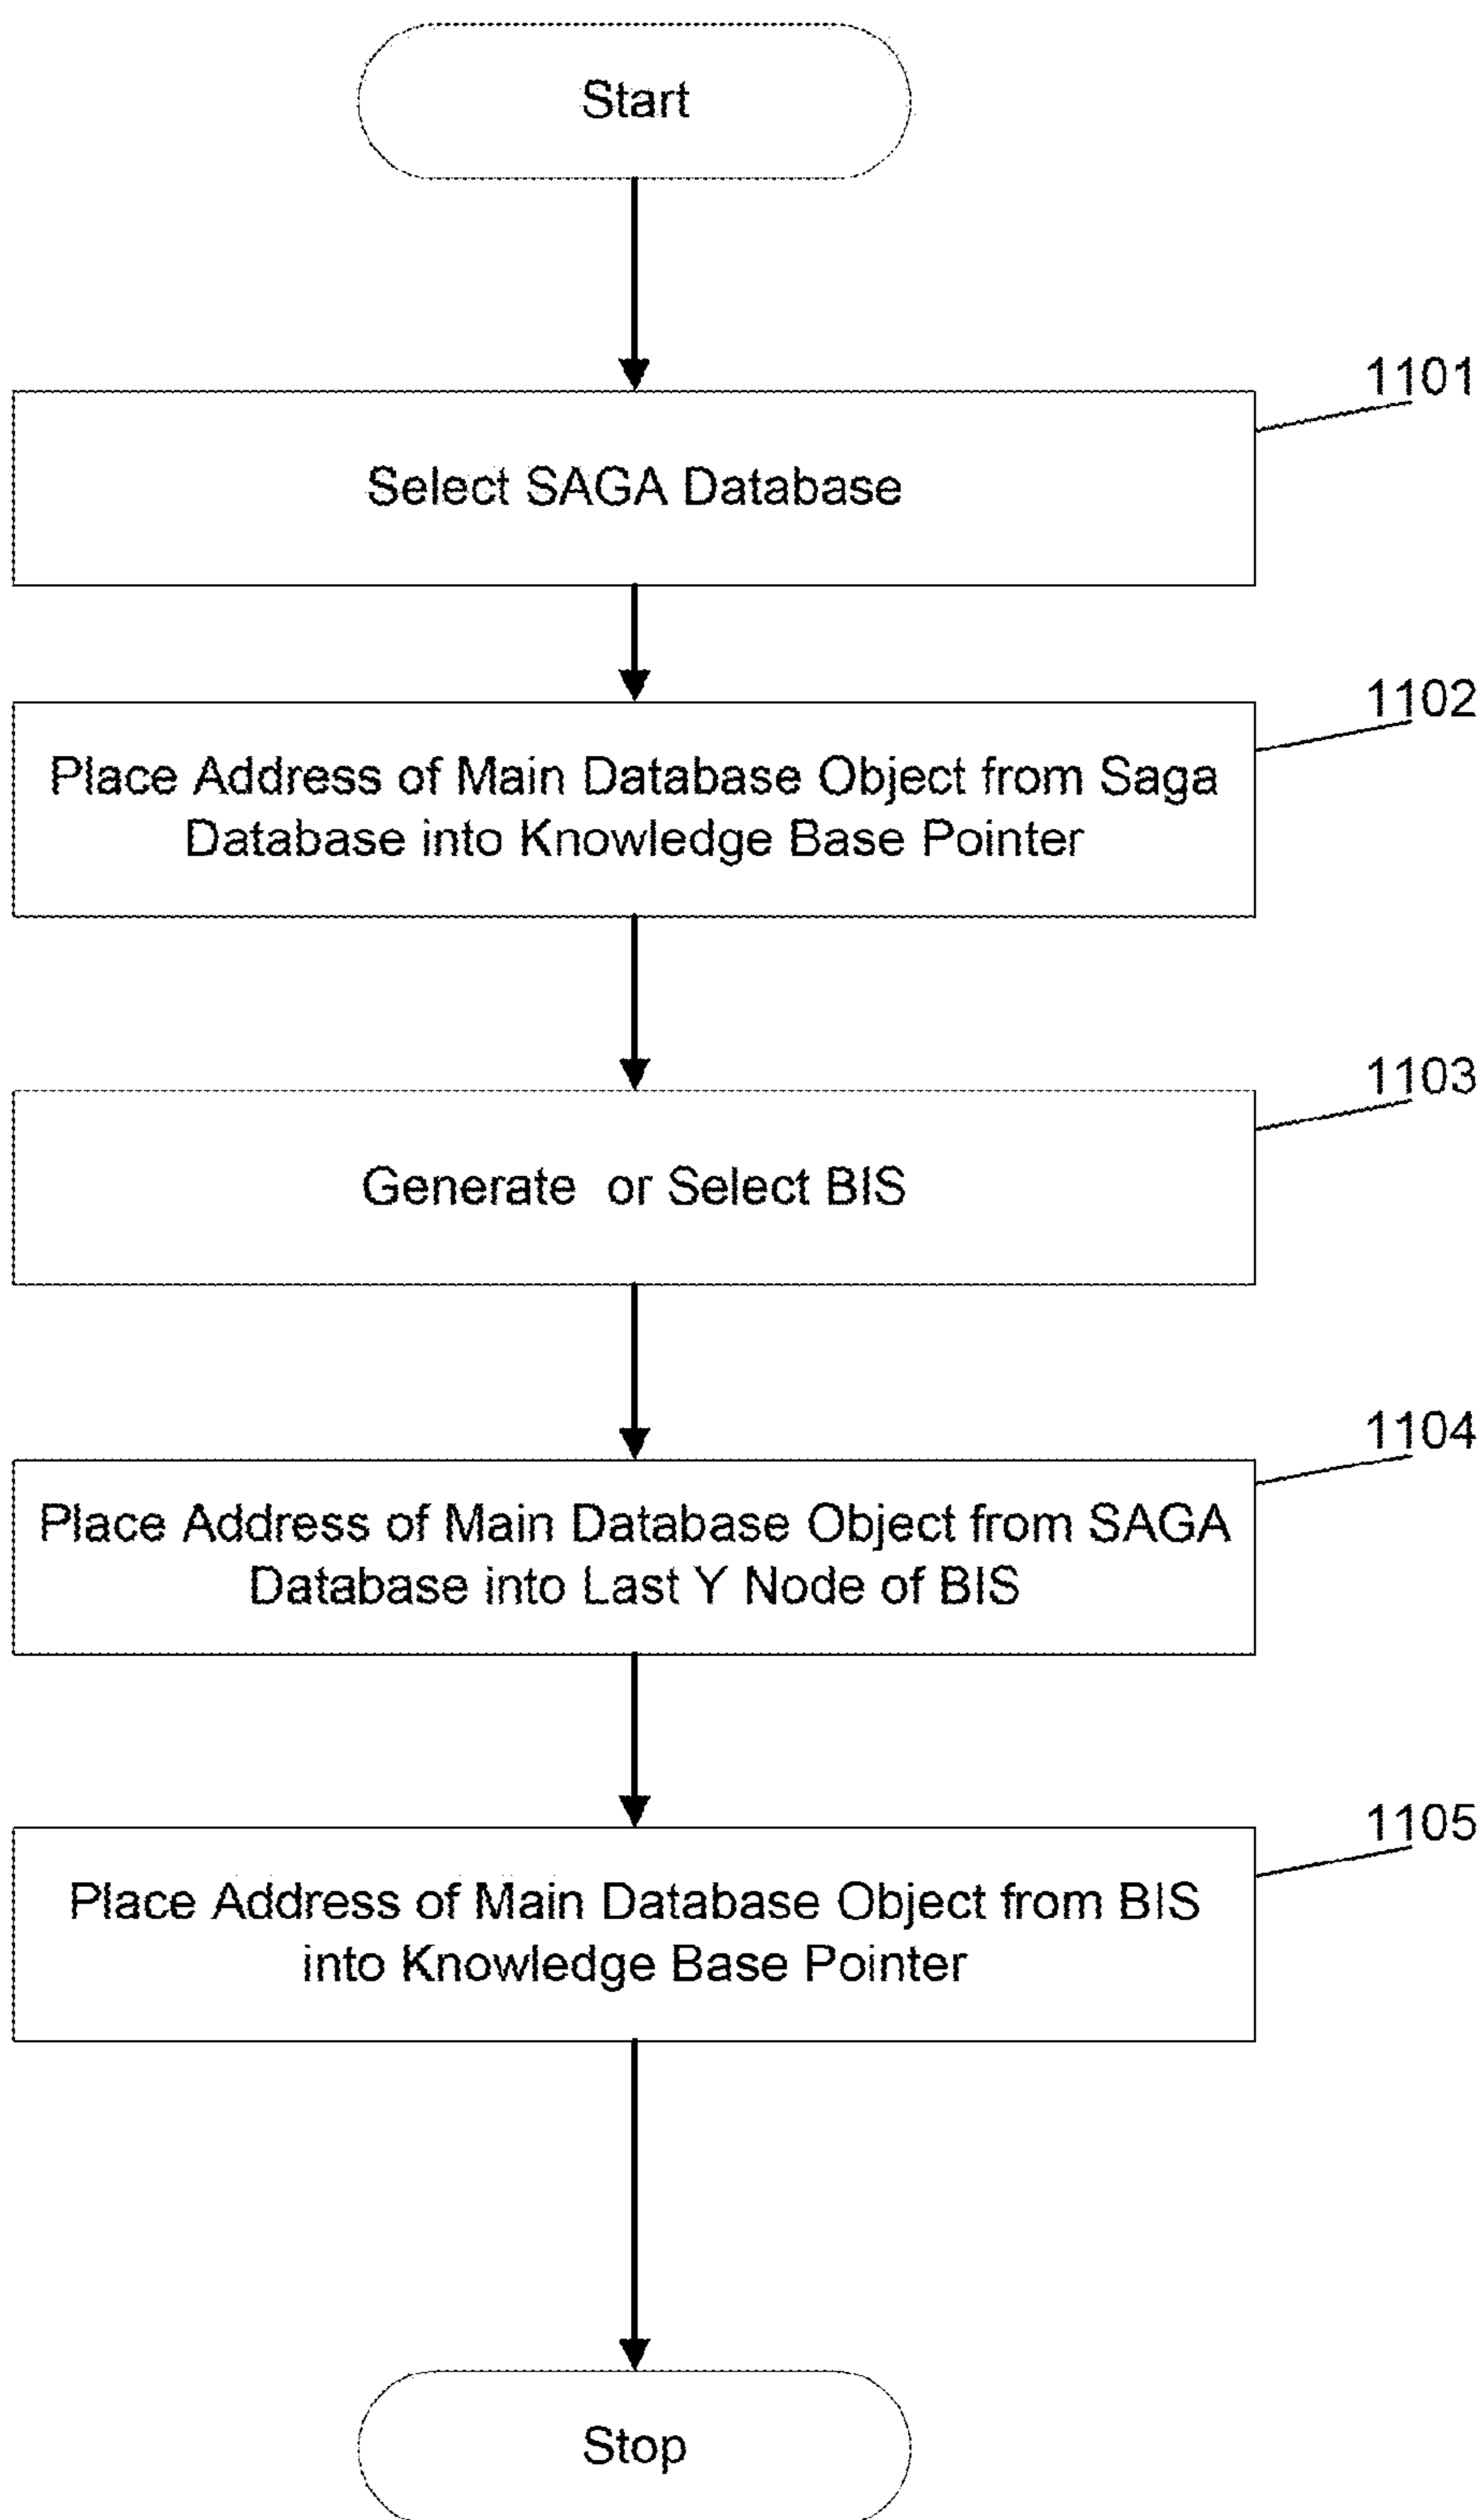 Start
1101
Select SAGA Database
1102
Place Address of Main Database Object from Saga
Database into Knowledge Base Pointer
1103
Generate or Select BIS
1104
Place Address of Main Database Object from SAGA
Database into Last Y Node of BIS
1105
Place Address of Main Database Object from BIS
into Knowledge Base Pointer
Stop